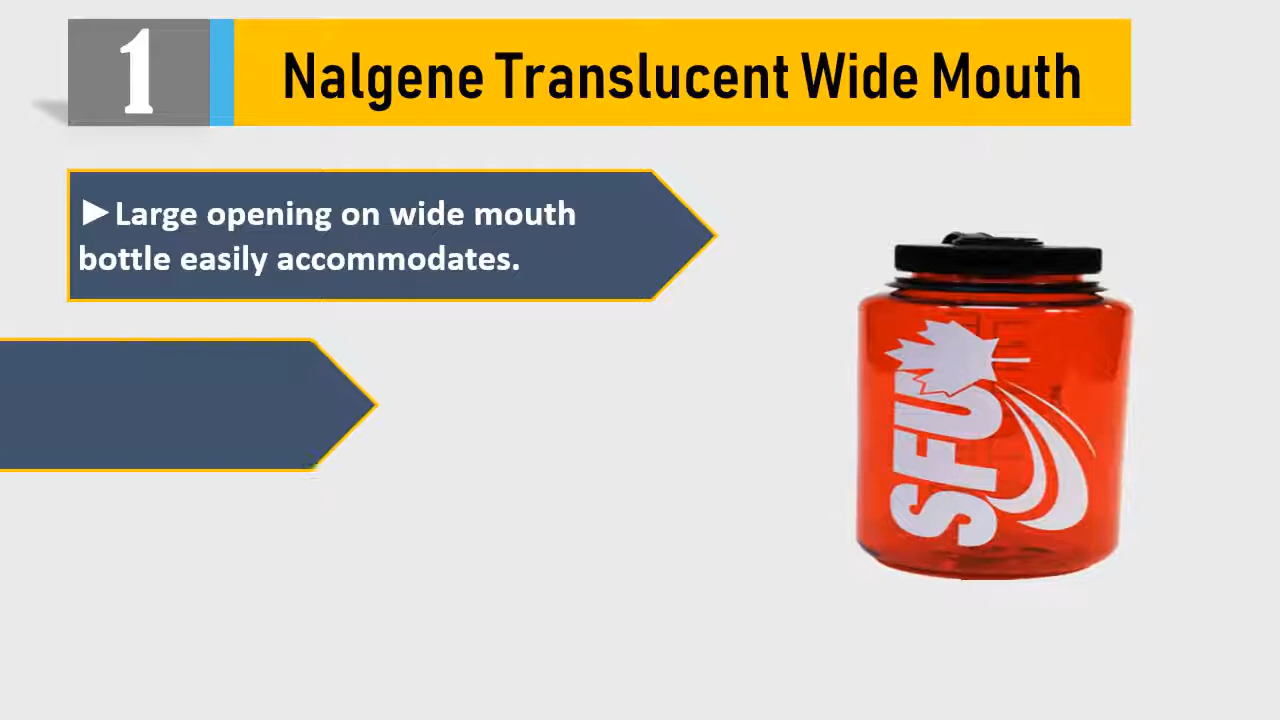 1
Nalgene Translucent Wide Mouth
►Large opening on wide mouth
bottle easily accommodates.
SFU